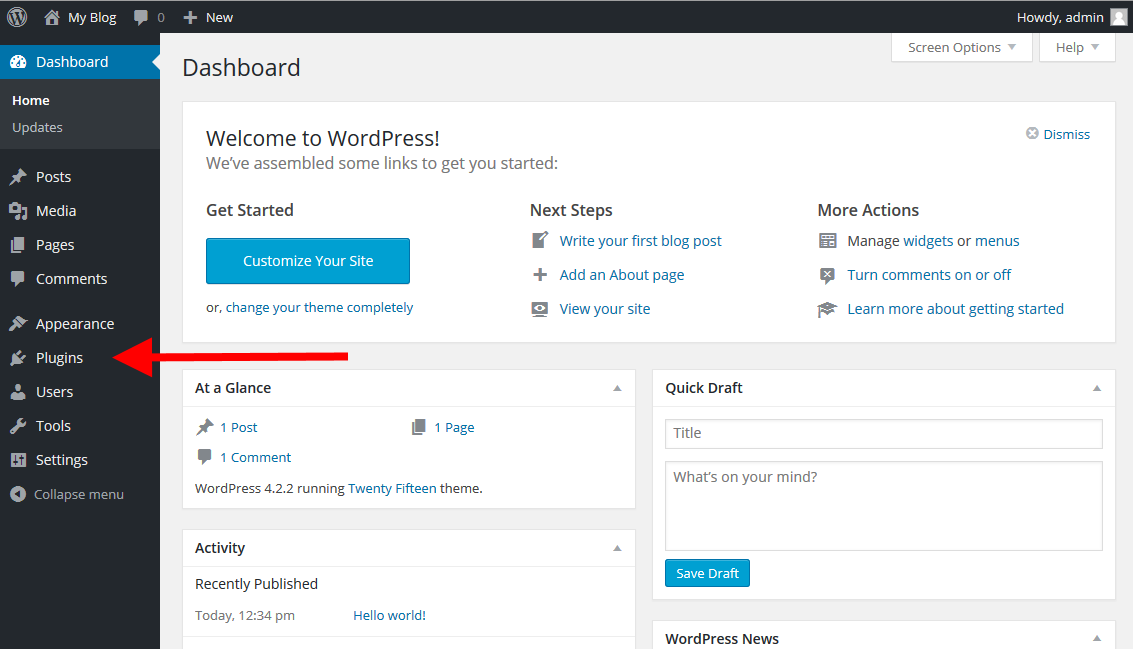 My Blog 0 New Howdy, admin
Dashboard
Home
Updates
Posts
Media
Pages
Comments
Appearance
Plugins
Users
Tools
Settings
Collapse menu
Screen Options Help
Dashboard
Welcome to WordPress!
Dismiss
We've assembled some links to get you started:
Get Started
Customize Your Site
or, change your theme completely
Next Steps
Write your first blog post
Add an About page
View your site
More Actions
Manage widgets or menus
Turn comments on or off
Learn more about getting started
At a Glance
1 Post 1 Page
1 Comment
WordPress 4.2.2 running Twenty Fifteen theme.
Activity
Recently Published
Today, 12:34 pm Hello world!
Quick Draft
Title
What's on your mind?
Save Draft
WordPress News